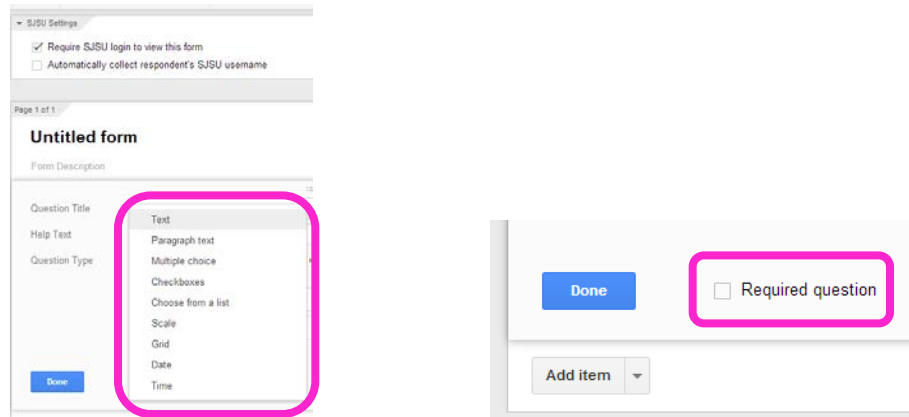 SJSU Settings
Require SJSU login to view this form
Automatically collect respondent's SJSU username
Page 1 of 1
Untitled form
Form Description
Question Title
Help Text
Question Type
Text
Paragraph text
Multiple choice
Checkboxes
Choose from a list
Scale
Grid
Date
Time
Done
Done
Required question
Add item